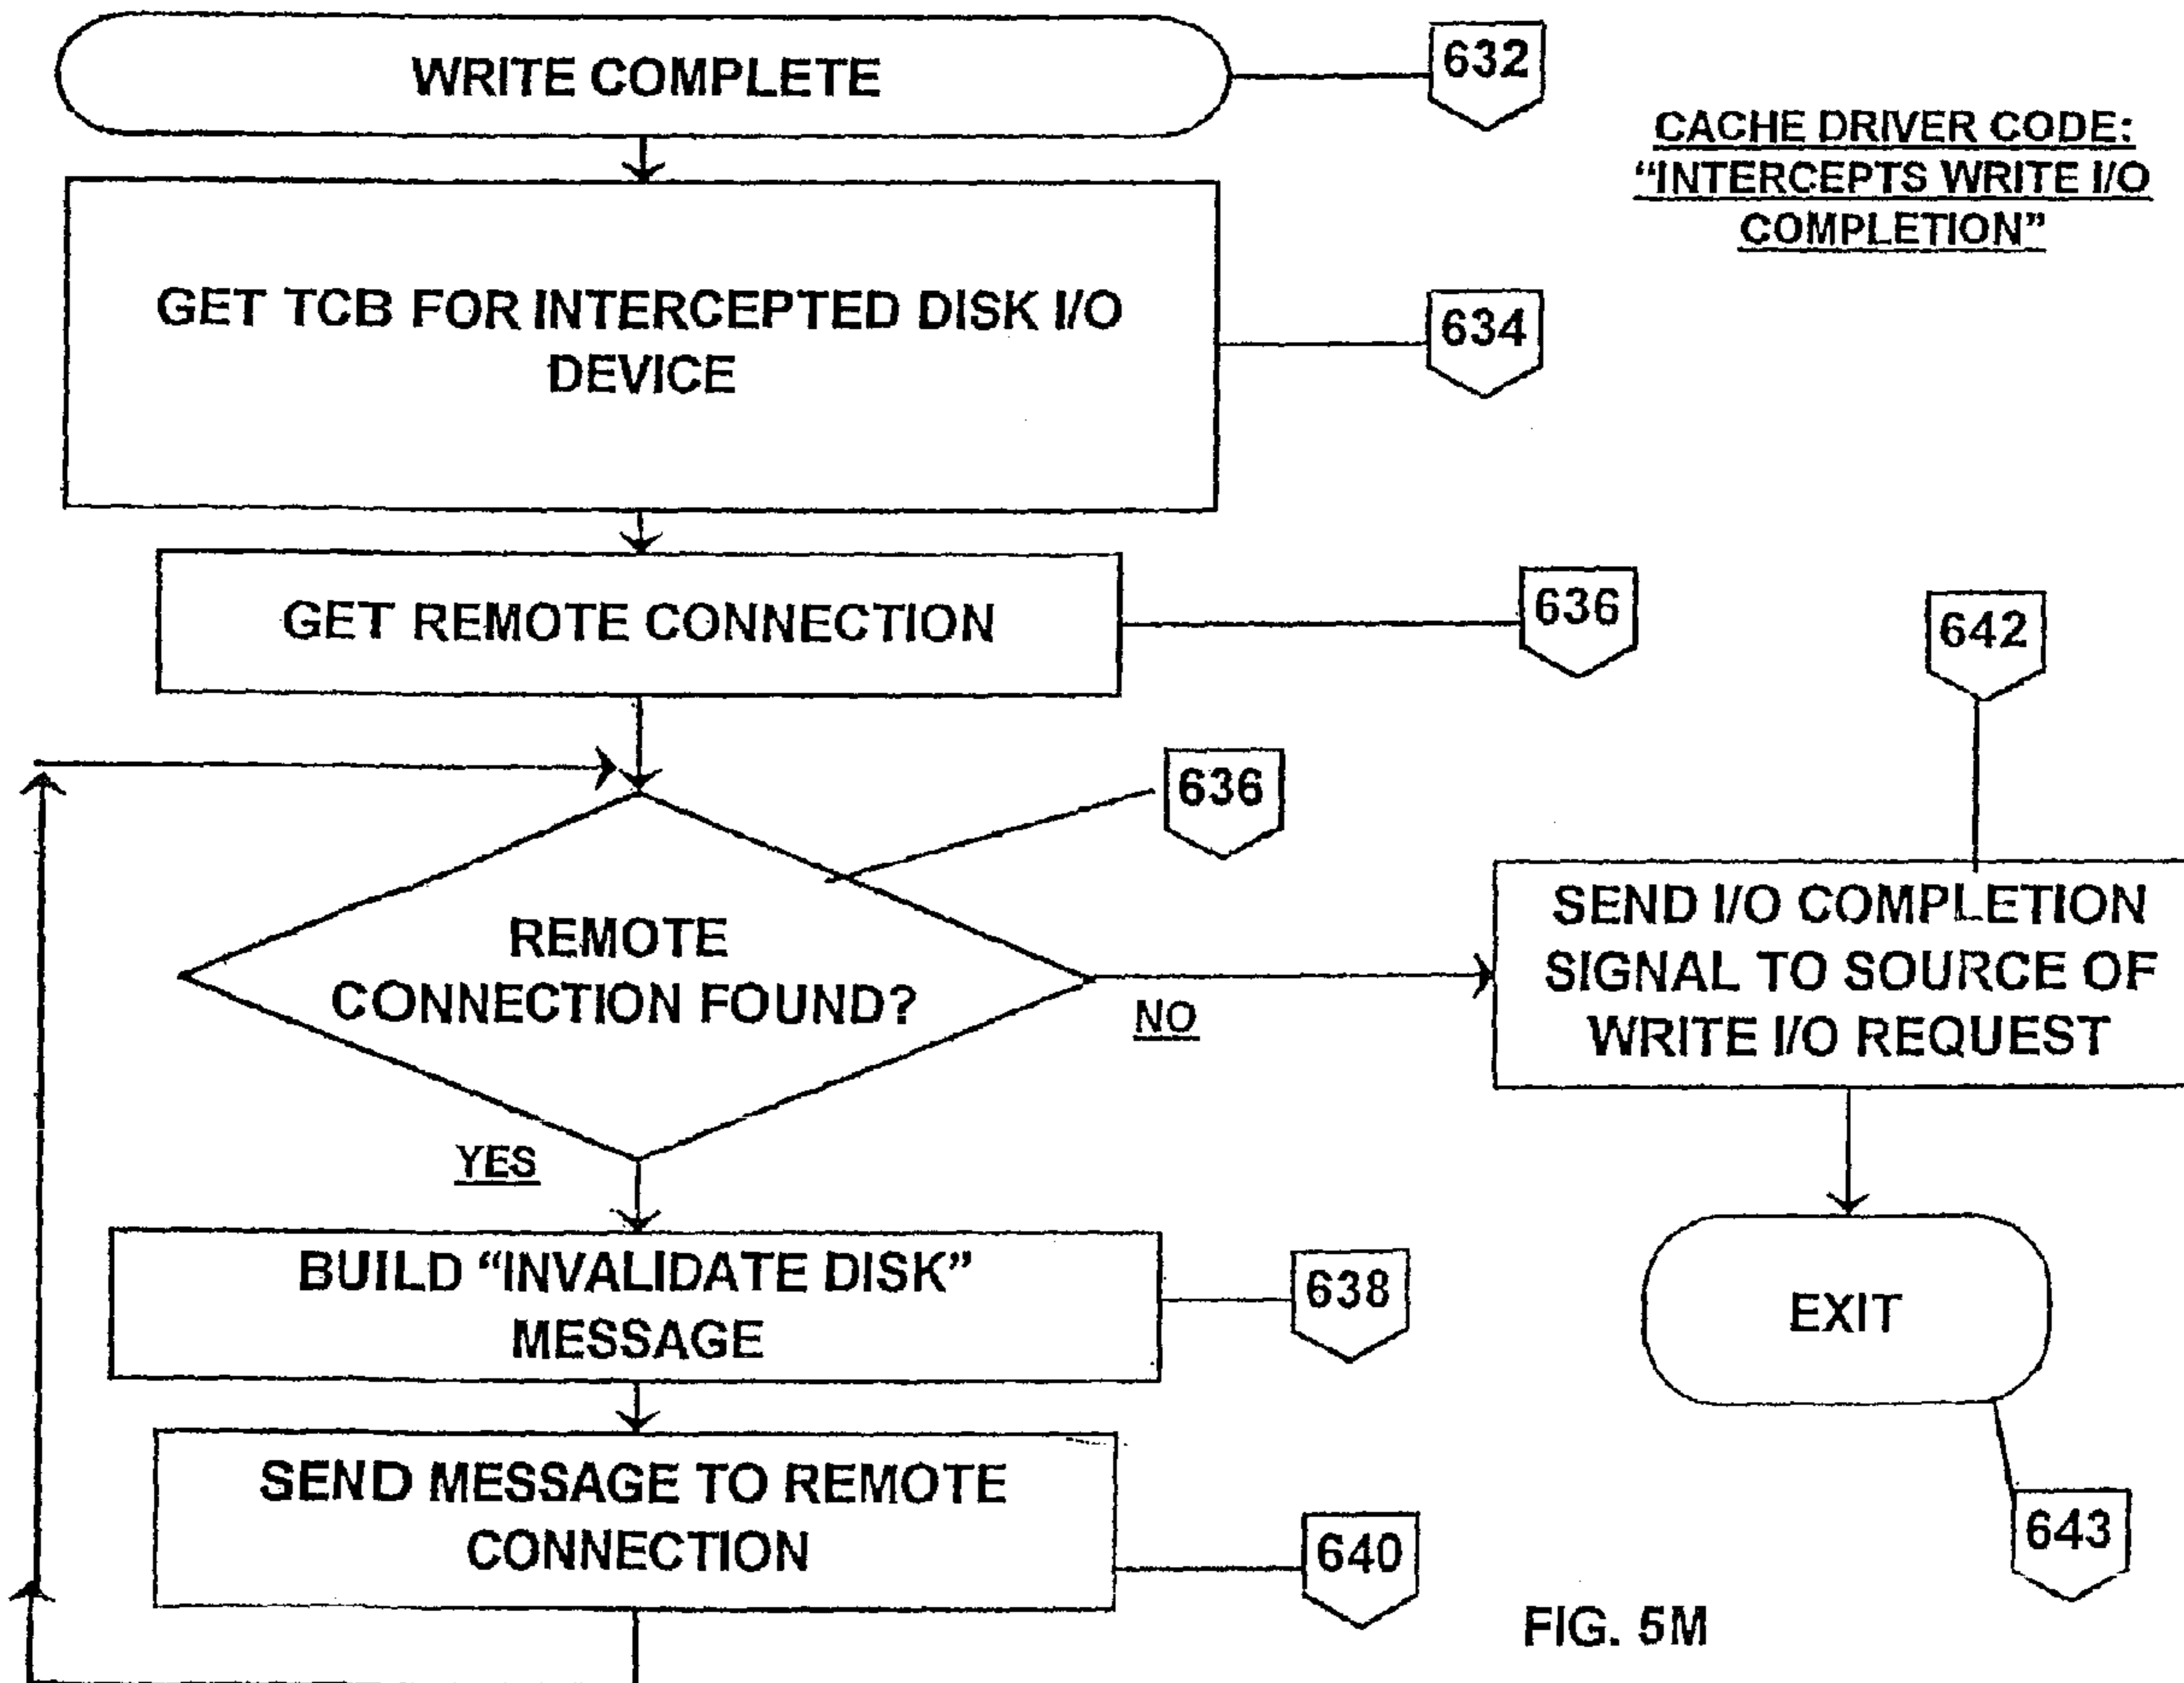 WRITE COMPLETE
632
CACHE DRIVER CODE:
“INTERCEPTS WRITE I/O
COMPLETION”
GET TCB FOR INTERCEPTED DISK I/O
DEVICE
634
GET REMOTE CONNECTION
636
642
636
REMOTE
CONNECTION FOUND?
NO
SEND I/O COMPLETION
SIGNAL TO SOURCE OF
WRITE I/O REQUEST
YES
BUILD “INVALIDATE DISK”
MESSAGE
638
EXIT
SEND MESSAGE TO REMOTE
CONNECTION
640
643
FIG. 5M